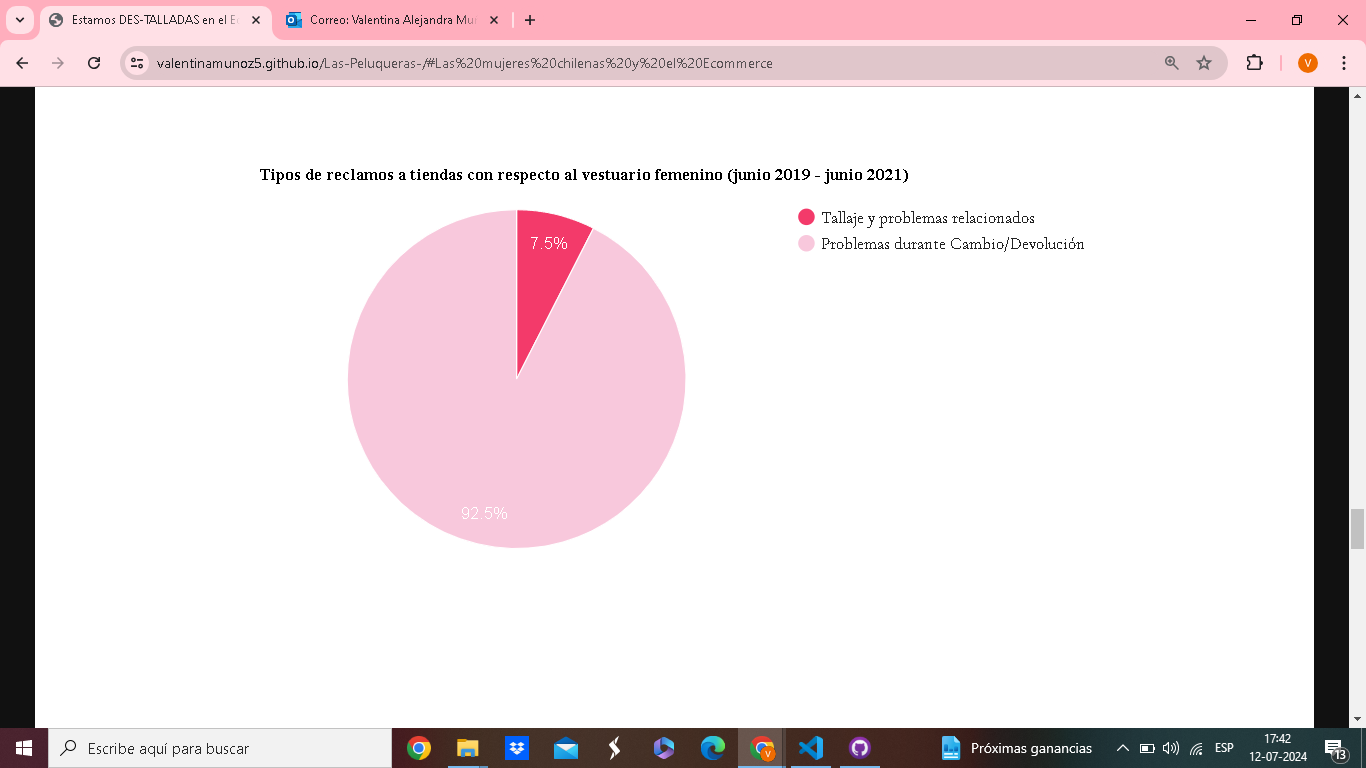 Estamos DES-TALLADAS en el E
Correo: Valentina Alejandra Mu
valentinamunoz5.github.io/Las-Peluqueras-/#Las%20mujeres%20chilenas%20y%20el%20Ecommerce
V
Tipos de reclamos a tiendas con respecto al vestuario femenino (junio 2019 - junio 2021)
Tallaje y problemas relacionados
Problemas durante Cambio/Devolución
7.5%
92.5%
Escribe aquí para buscar
V
Próximas ganancias
ESP
17:42
12-07-2024
13